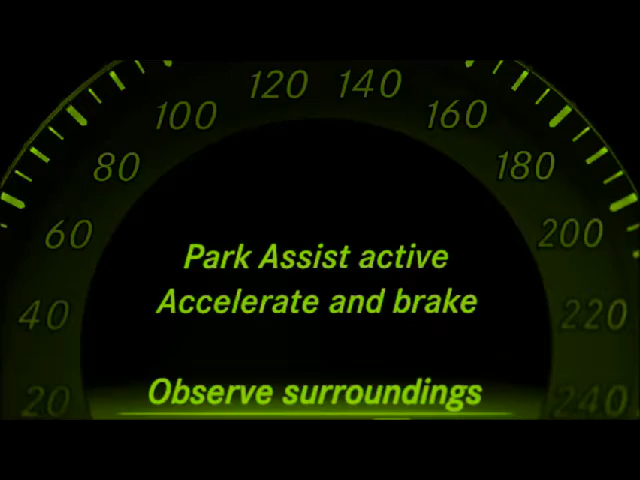 120 140
100 160
80 180
60 200
Park Assist active
Accelerate and brake
40 220
Observe surroundings
20 240